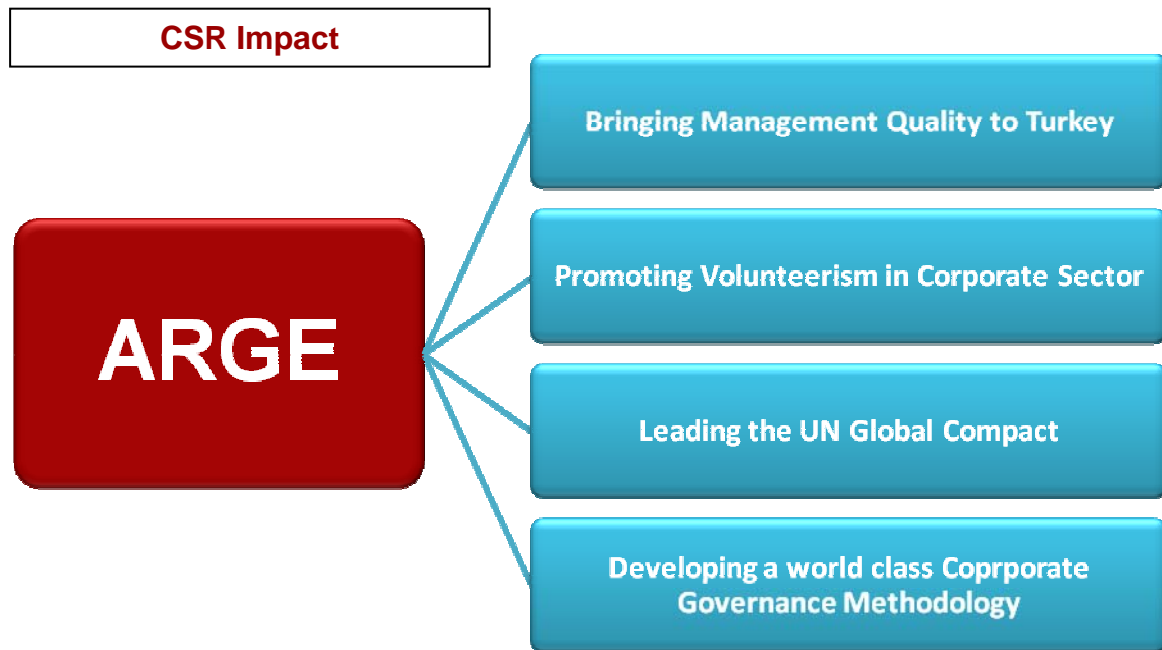 CSR Impact
Bringing Management Quality to Turkey
Promoting Volunteerism in Corporate Sector
ARGE
Leading the UN Global Compact
Developing a world class Coprporate
Governance Methodology